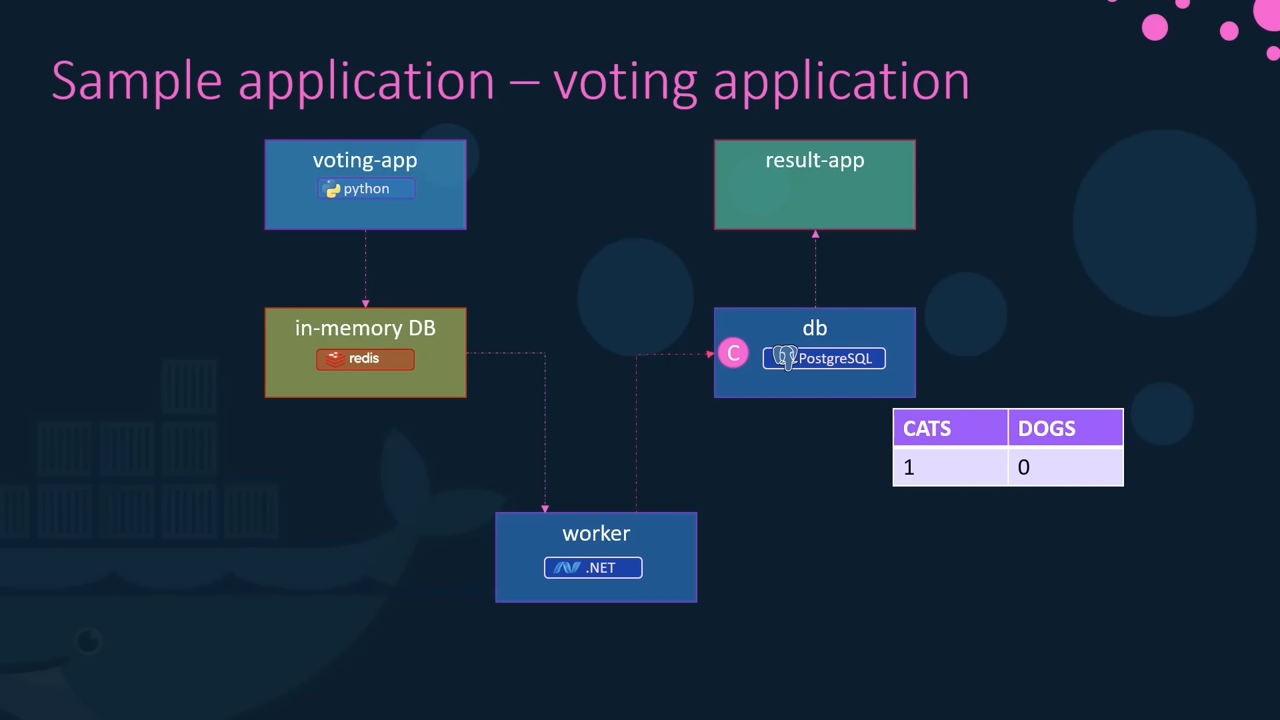 Sample application – voting application
voting-app
python
result-app
in-memory DB
redis
db
C
PostgreSQL
CATS DOGS
1 0
worker
.NET